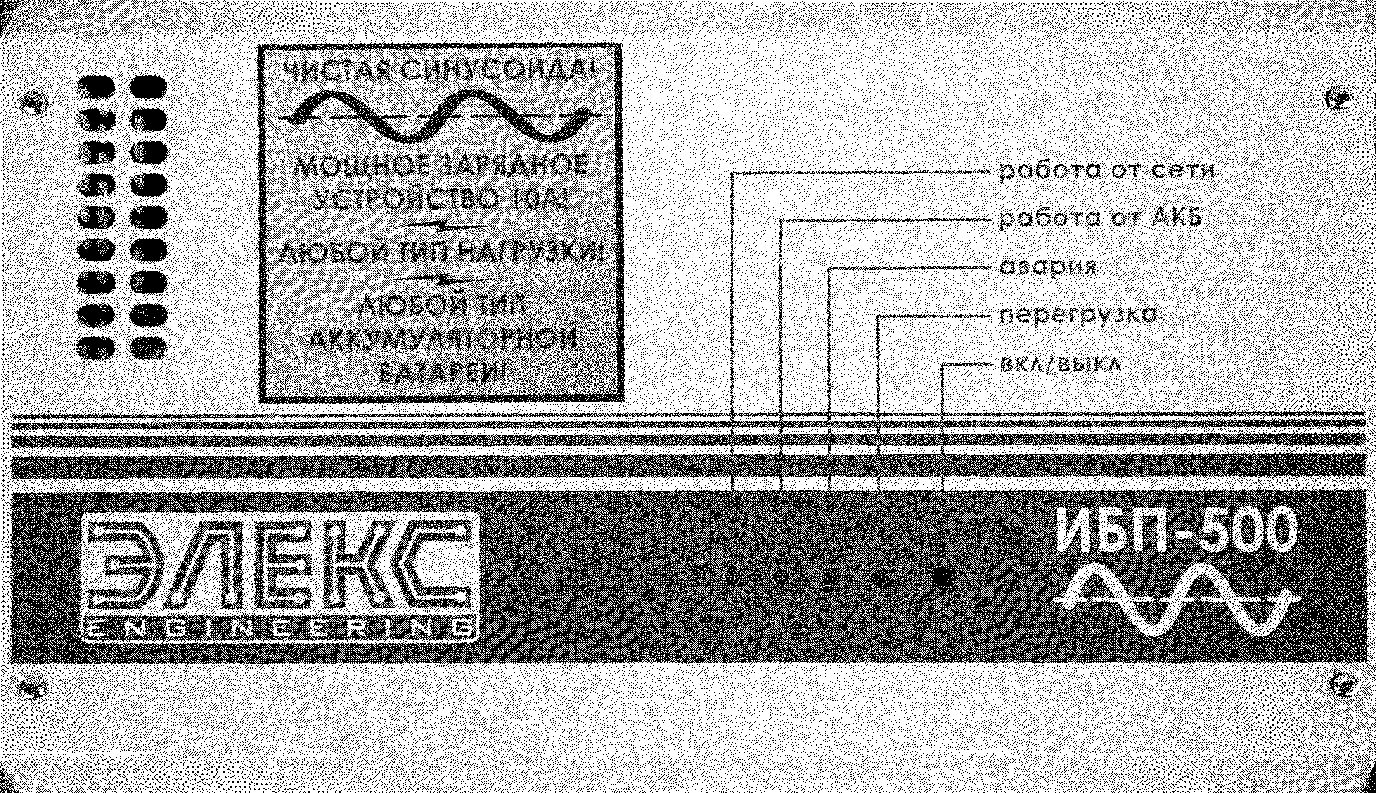 ЧИСТАЯ СИНУСОИДА!
МОЩНОЕ ЗАРЯДНОЕ
УСТРОЙСТВО 10А!
ЛЮБОЙ ТИП НАГРУЗКИ!
ЛЮБОЙ ТИП
АККУМУЛЯТОРНОЙ
БАТАРЕИ!
работа от сети
работа от АКБ
авария
перегрузка
вкл/выкл
ЭЛЕКС
ENGINEERING
ИБП-500